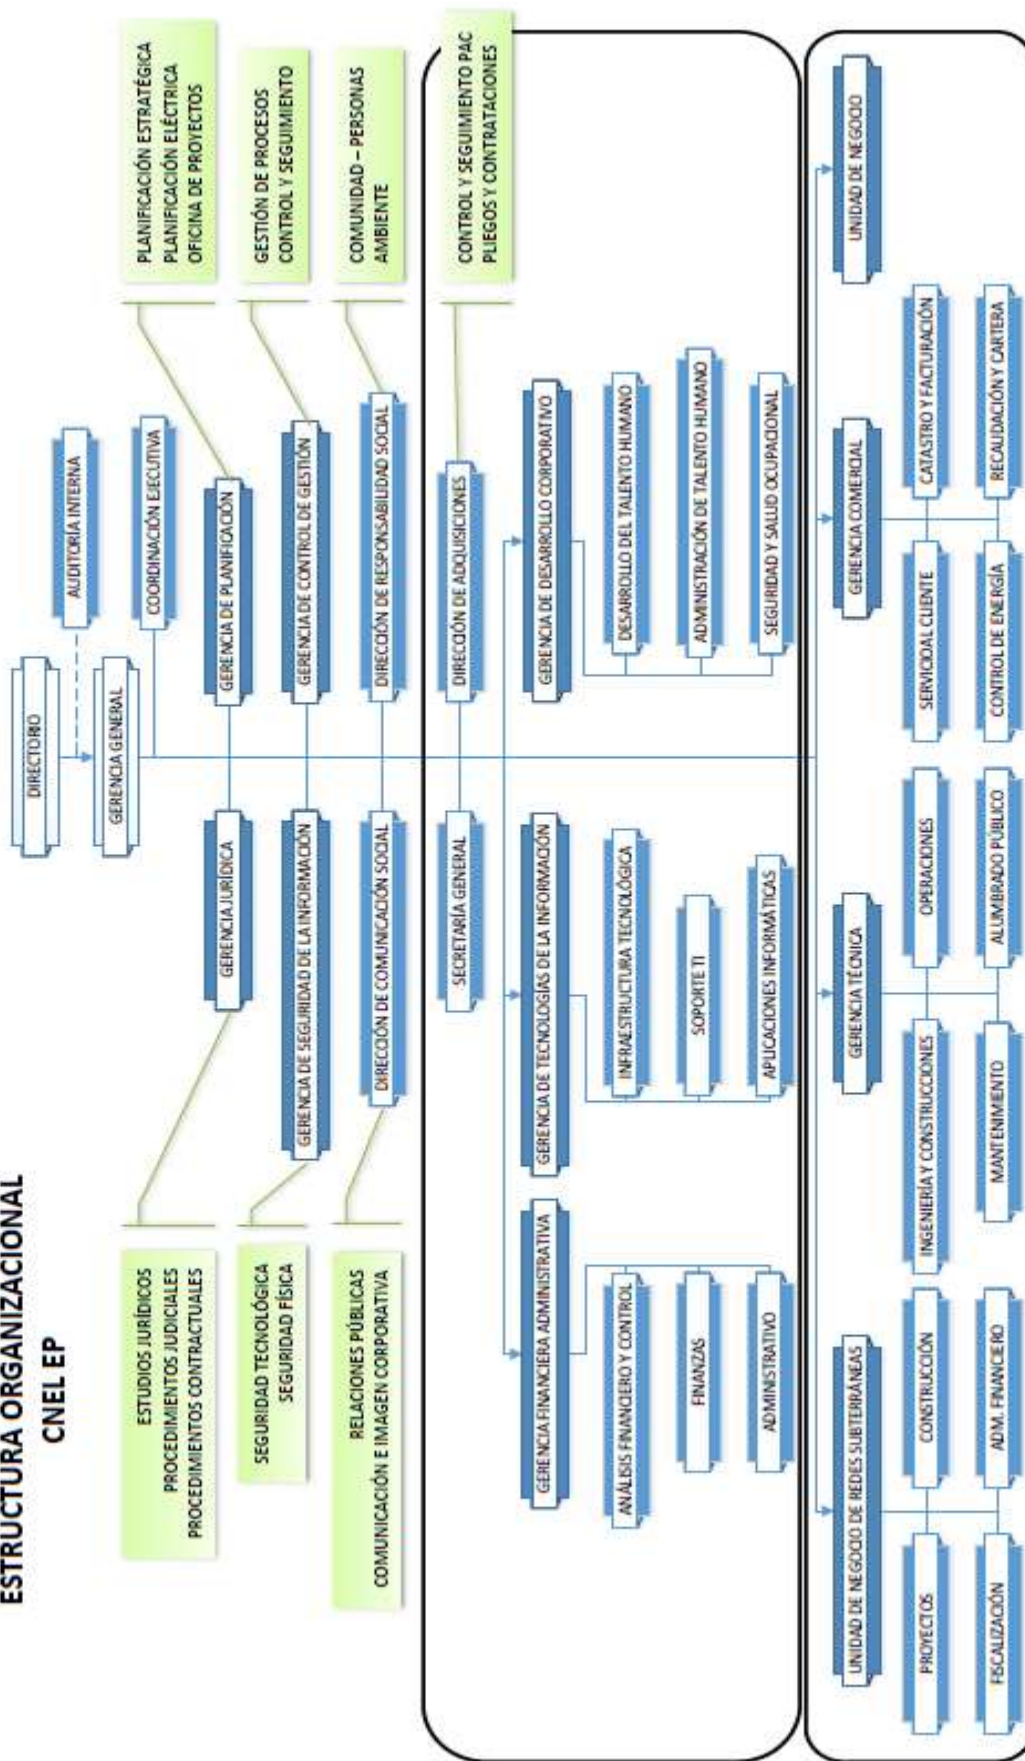 ESTRUCTURA ORGANIZACIONAL
CNEL EP
DIRECTORIO
AUDITORÍA INTERNA
GERENCIA GENERAL
COORDINACIÓN EJECUTIVA
ESTUDIOS JURÍDICOS
PROCEDIMIENTOS JUDICIALES
PROCEDIMIENTOS CONTRACTUALES
GERENCIA JURÍDICA
GERENCIA DE PLANIFICACIÓN
PLANIFICACIÓN ESTRATÉGICA
PLANIFICACIÓN ELÉCTRICA
OFICINA DE PROYECTOS
SEGURIDAD TECNOLÓGICA
SEGURIDAD FÍSICA
GERENCIA DE SEGURIDAD DE LA INFORMACIÓN
GERENCIA DE CONTROL DE GESTIÓN
GESTIÓN DE PROCESOS
CONTROL Y SEGUIMIENTO
RELACIONES PÚBLICAS
COMUNICACIÓN E IMAGEN CORPORATIVA
DIRECCIÓN DE COMUNICACIÓN SOCIAL
DIRECCIÓN DE RESPONSABILIDAD SOCIAL
COMUNIDAD – PERSONAS
AMBIENTE
SECRETARÍA GENERAL
DIRECCIÓN DE ADQUISICIONES
CONTROL Y SEGUIMIENTO PAC
PLIEGOS Y CONTRATACIONES
GERENCIA FINANCIERA ADMINISTRATIVA
GERENCIA DE TECNOLOGÍAS DE LA INFORMACIÓN
GERENCIA DE DESARROLLO CORPORATIVO
ANÁLISIS FINANCIERO Y CONTROL
INFRAESTRUCTURA TECNOLÓGICA
DESARROLLO DEL TALENTO HUMANO
FINANZAS
SOPORTE TI
ADMINISTRACIÓN DE TALENTO HUMANO
ADMINISTRATIVO
APLICACIONES INFORMÁTICAS
SEGURIDAD Y SALUD OCUPACIONAL
UNIDAD DE NEGOCIO DE REDES SUBTERRÁNEAS
GERENCIA TÉCNICA
GERENCIA COMERCIAL
UNIDAD DE NEGOCIO
PROYECTOS
CONSTRUCCIÓN
INGENIERÍA Y CONSTRUCCIONES
OPERACIONES
SERVICIO AL CLIENTE
CATASTRO Y FACTURACIÓN
FISCALIZACIÓN
ADM. FINANCIERO
MANTENIMIENTO
ALUMBRADO PÚBLICO
CONTROL DE ENERGÍA
RECAUDACIÓN Y CARTERA